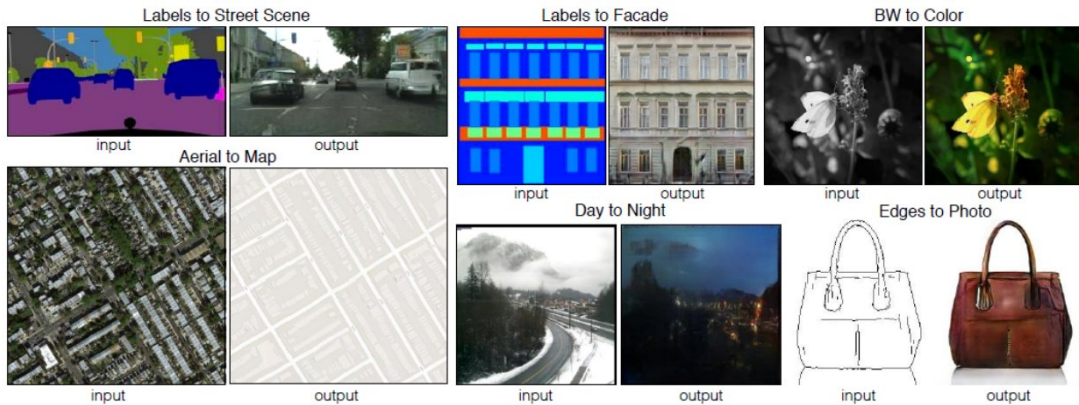 Labels to Street Scene
input
output
Aerial to Map
input
output
Labels to Facade
input
output
BW to Color
input
output
Day to Night
input
output
Edges to Photo
input
output